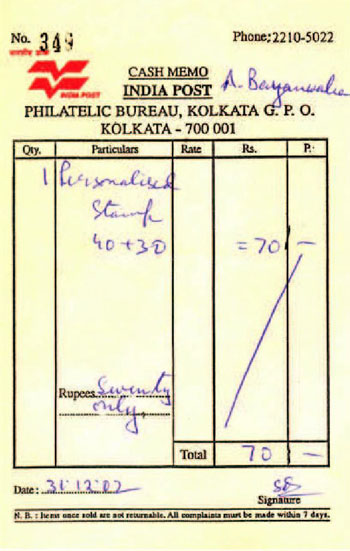 No. 349
Phone: 2210-5022
भारतीय डाक
INDIA POST
CASH MEMO
INDIA POST
PHILATELIC BUREAU, KOLKATA G. P. O.
KOLKATA - 700 001
Qty. Particulars Rate Rs. P.
1 Personalised
Stamp
40 + 30 = 70 —
Rupees Seventy
only,
Total 70 —
Date: 31.12.02
Signature
N. B. : Items once sold are not returnable. All complaints must be made within 7 days.